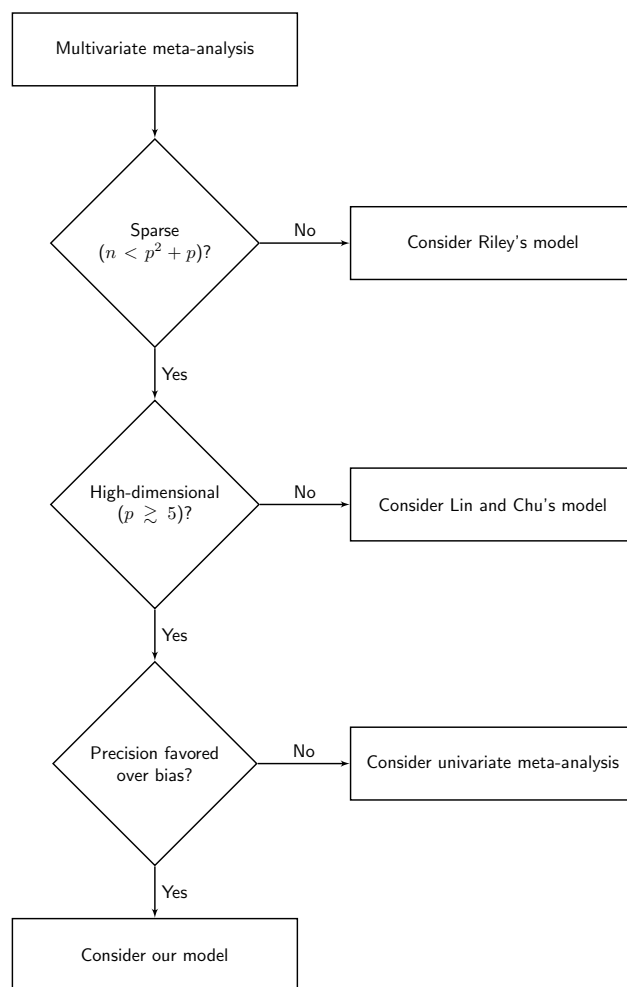 Multivariate meta-analysis
Sparse
(n < p² + p)?
No
Consider Riley's model
Yes
High-dimensional
(p ≳ 5)?
No
Consider Lin and Chu's model
Yes
Precision favored
over bias?
No
Consider univariate meta-analysis
Yes
Consider our model